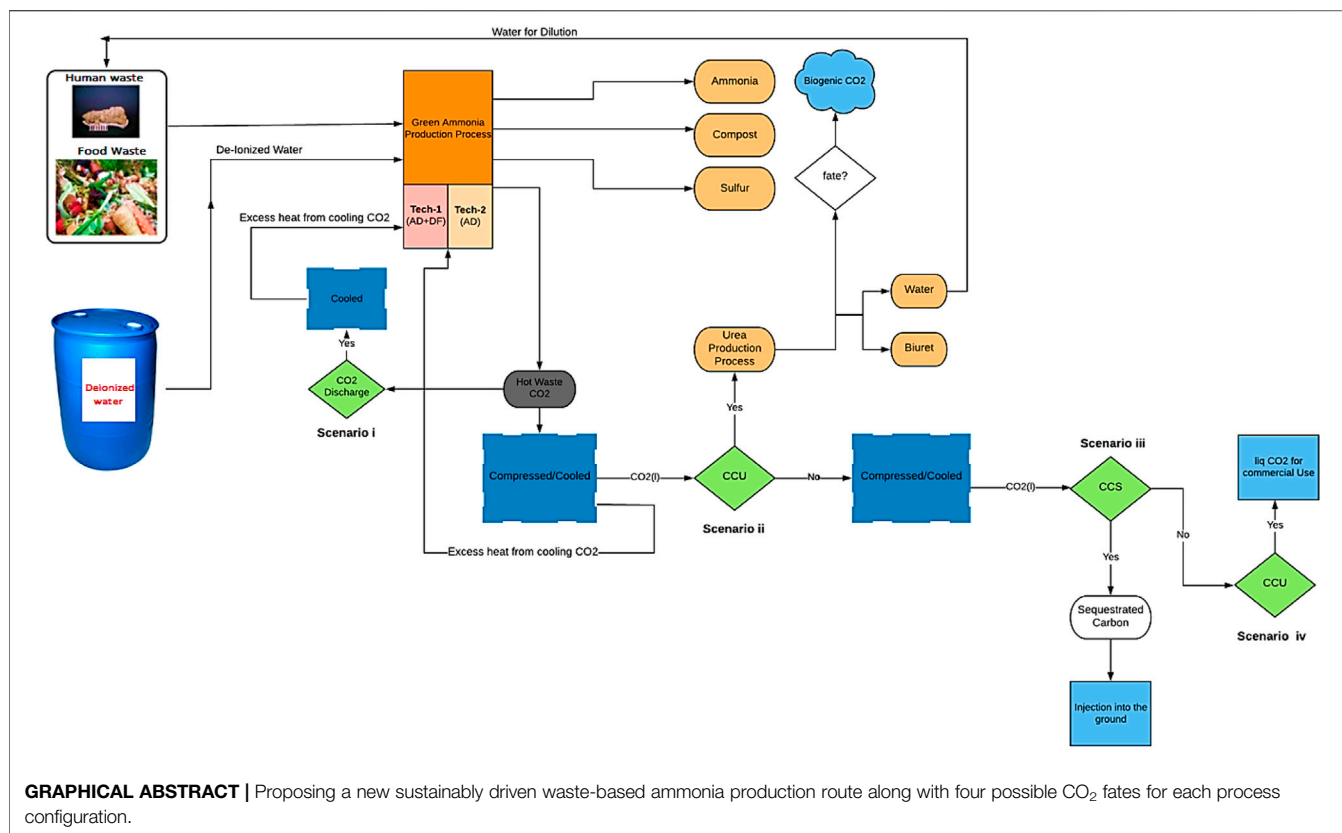 Water for Dilution
Human waste
Food Waste
De-Ionized Water
Green Ammonia
Production Process
Tech-1
(AD+DF)
Tech-2
(AD)
Ammonia
Compost
Sulfur
Biogenic CO2
fate?
Excess heat from cooling CO2
Cooled
Yes
CO2
Discharge
Scenario i
Hot Waste
CO2
Deionized
water
Urea
Production
Process
Water
Biuret
Yes
Compressed/Cooled
CO2(l)
CCU
Scenario ii
No
Compressed/Cooled
CO2(l)
Scenario iii
CCS
liq CO2 for
commercial Use
Yes
No
CCU
Scenario iv
Yes
Sequestrated
Carbon
Injection into the
ground
Excess heat from cooling CO2
GRAPHICAL ABSTRACT | Proposing a new sustainably driven waste-based ammonia production route along with four possible CO₂ fates for each process
configuration.